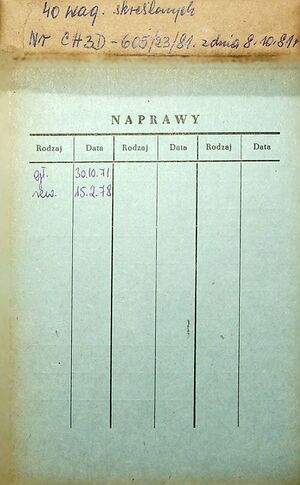 40 wag. skreślonych
Nr CH3D-605/23/81. z dnia 8.10.81r
NAPRAWY
Rodzaj Data Rodzaj Data Rodzaj Data
gł. 30.10.71
rew. 15.2.78